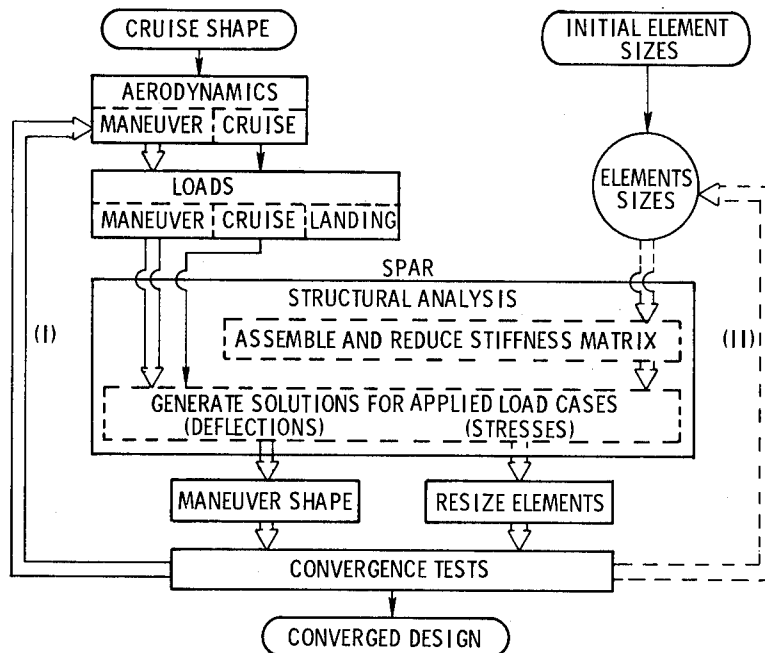 CRUISE SHAPE
INITIAL ELEMENT
SIZES
AERODYNAMICS
MANEUVER CRUISE
LOADS
MANEUVER CRUISE LANDING
ELEMENTS
SIZES
SPAR
STRUCTURAL ANALYSIS
ASSEMBLE AND REDUCE STIFFNESS MATRIX
(I)
(II)
GENERATE SOLUTIONS FOR APPLIED LOAD CASES
(DEFLECTIONS) (STRESSES)
MANEUVER SHAPE
RESIZE ELEMENTS
CONVERGENCE TESTS
CONVERGED DESIGN